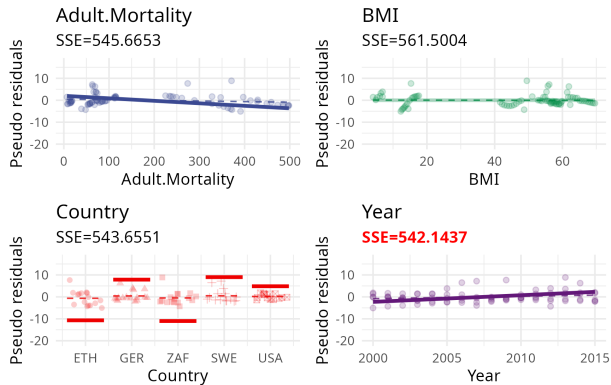 Adult.Mortality
SSE=545.6653
Pseudo residuals
10
0
-10
-20
0 100 200 300 400 500
Adult.Mortality
BMI
SSE=561.5004
Pseudo residuals
10
0
-10
-20
20 40 60
BMI
Country
SSE=543.6551
Pseudo residuals
10
0
-10
-20
ETH GER ZAF SWE USA
Country
Year
SSE=542.1437
Pseudo residuals
10
0
-10
-20
2000 2005 2010 2015
Year